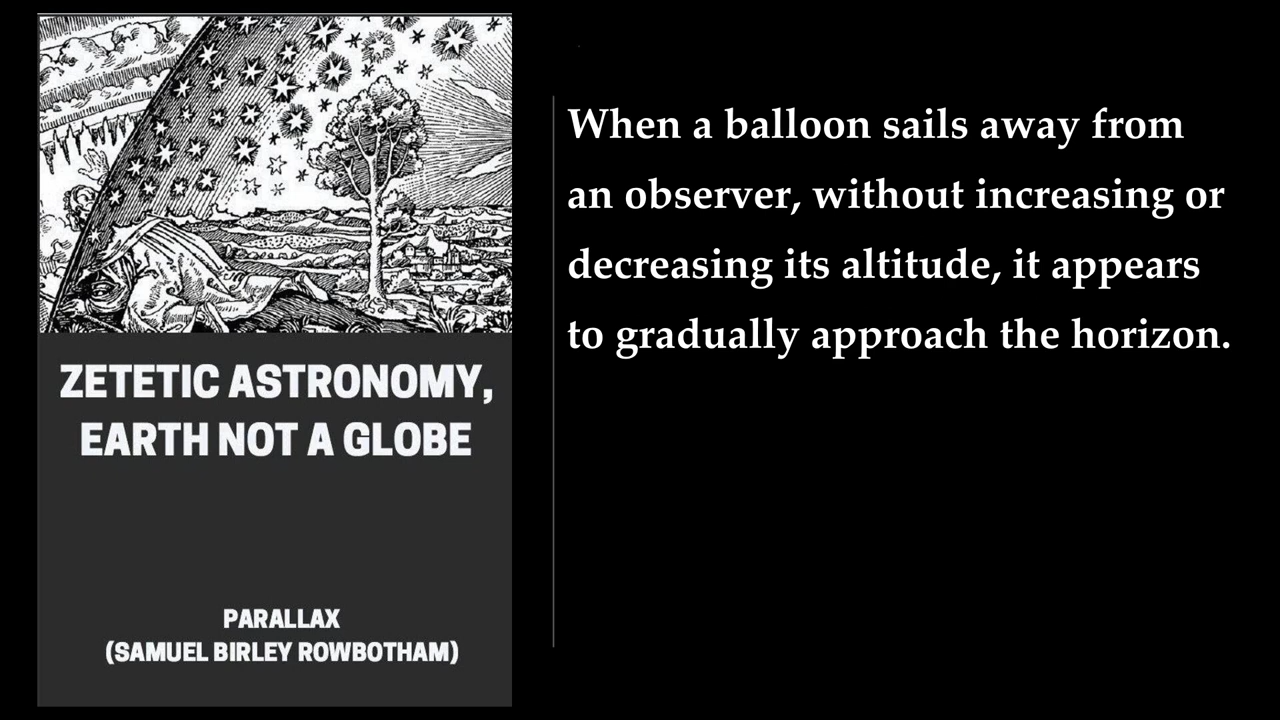 ZETETIC ASTRONOMY,
EARTH NOT A GLOBE
PARALLAX
(SAMUEL BIRLEY ROWBOTHAM)
When a balloon sails away from
an observer, without increasing or
decreasing its altitude, it appears
to gradually approach the horizon.